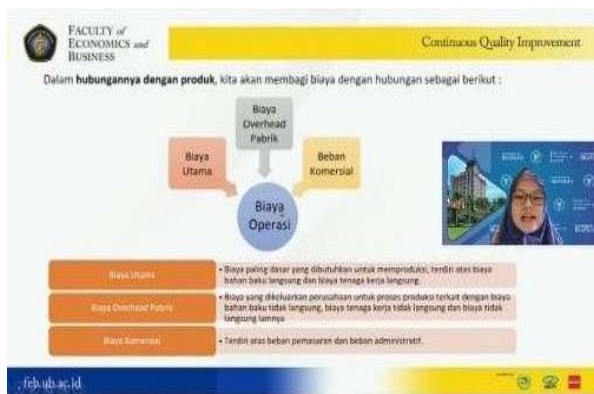 FACULTY of
ECONOMICS and
BUSINESS
Continuous Quality Improvement
Dalam hubungannya dengan produk, kita akan membagi biaya dengan hubungan sebagai berikut :
Biaya
Overhead
Pabrik
Biaya
Utama
Beban
Komersial
Biaya
Operasi
Biaya Utama
• Biaya paling dasar yang dibutuhkan untuk memproduksi, terdiri atas biaya
bahan baku langsung dan biaya tenaga kerja langsung.
Biaya Overhead Pabrik
• Biaya yang dikeluarkan perusahaan untuk proses produksi terkait dengan biaya
bahan baku tidak langsung, biaya tenaga kerja tidak langsung dan biaya tidak
langsung lainnya
Biaya Komersial
• Terdiri atas beban pemasaran dan beban administratif.
feb.ub.ac.id